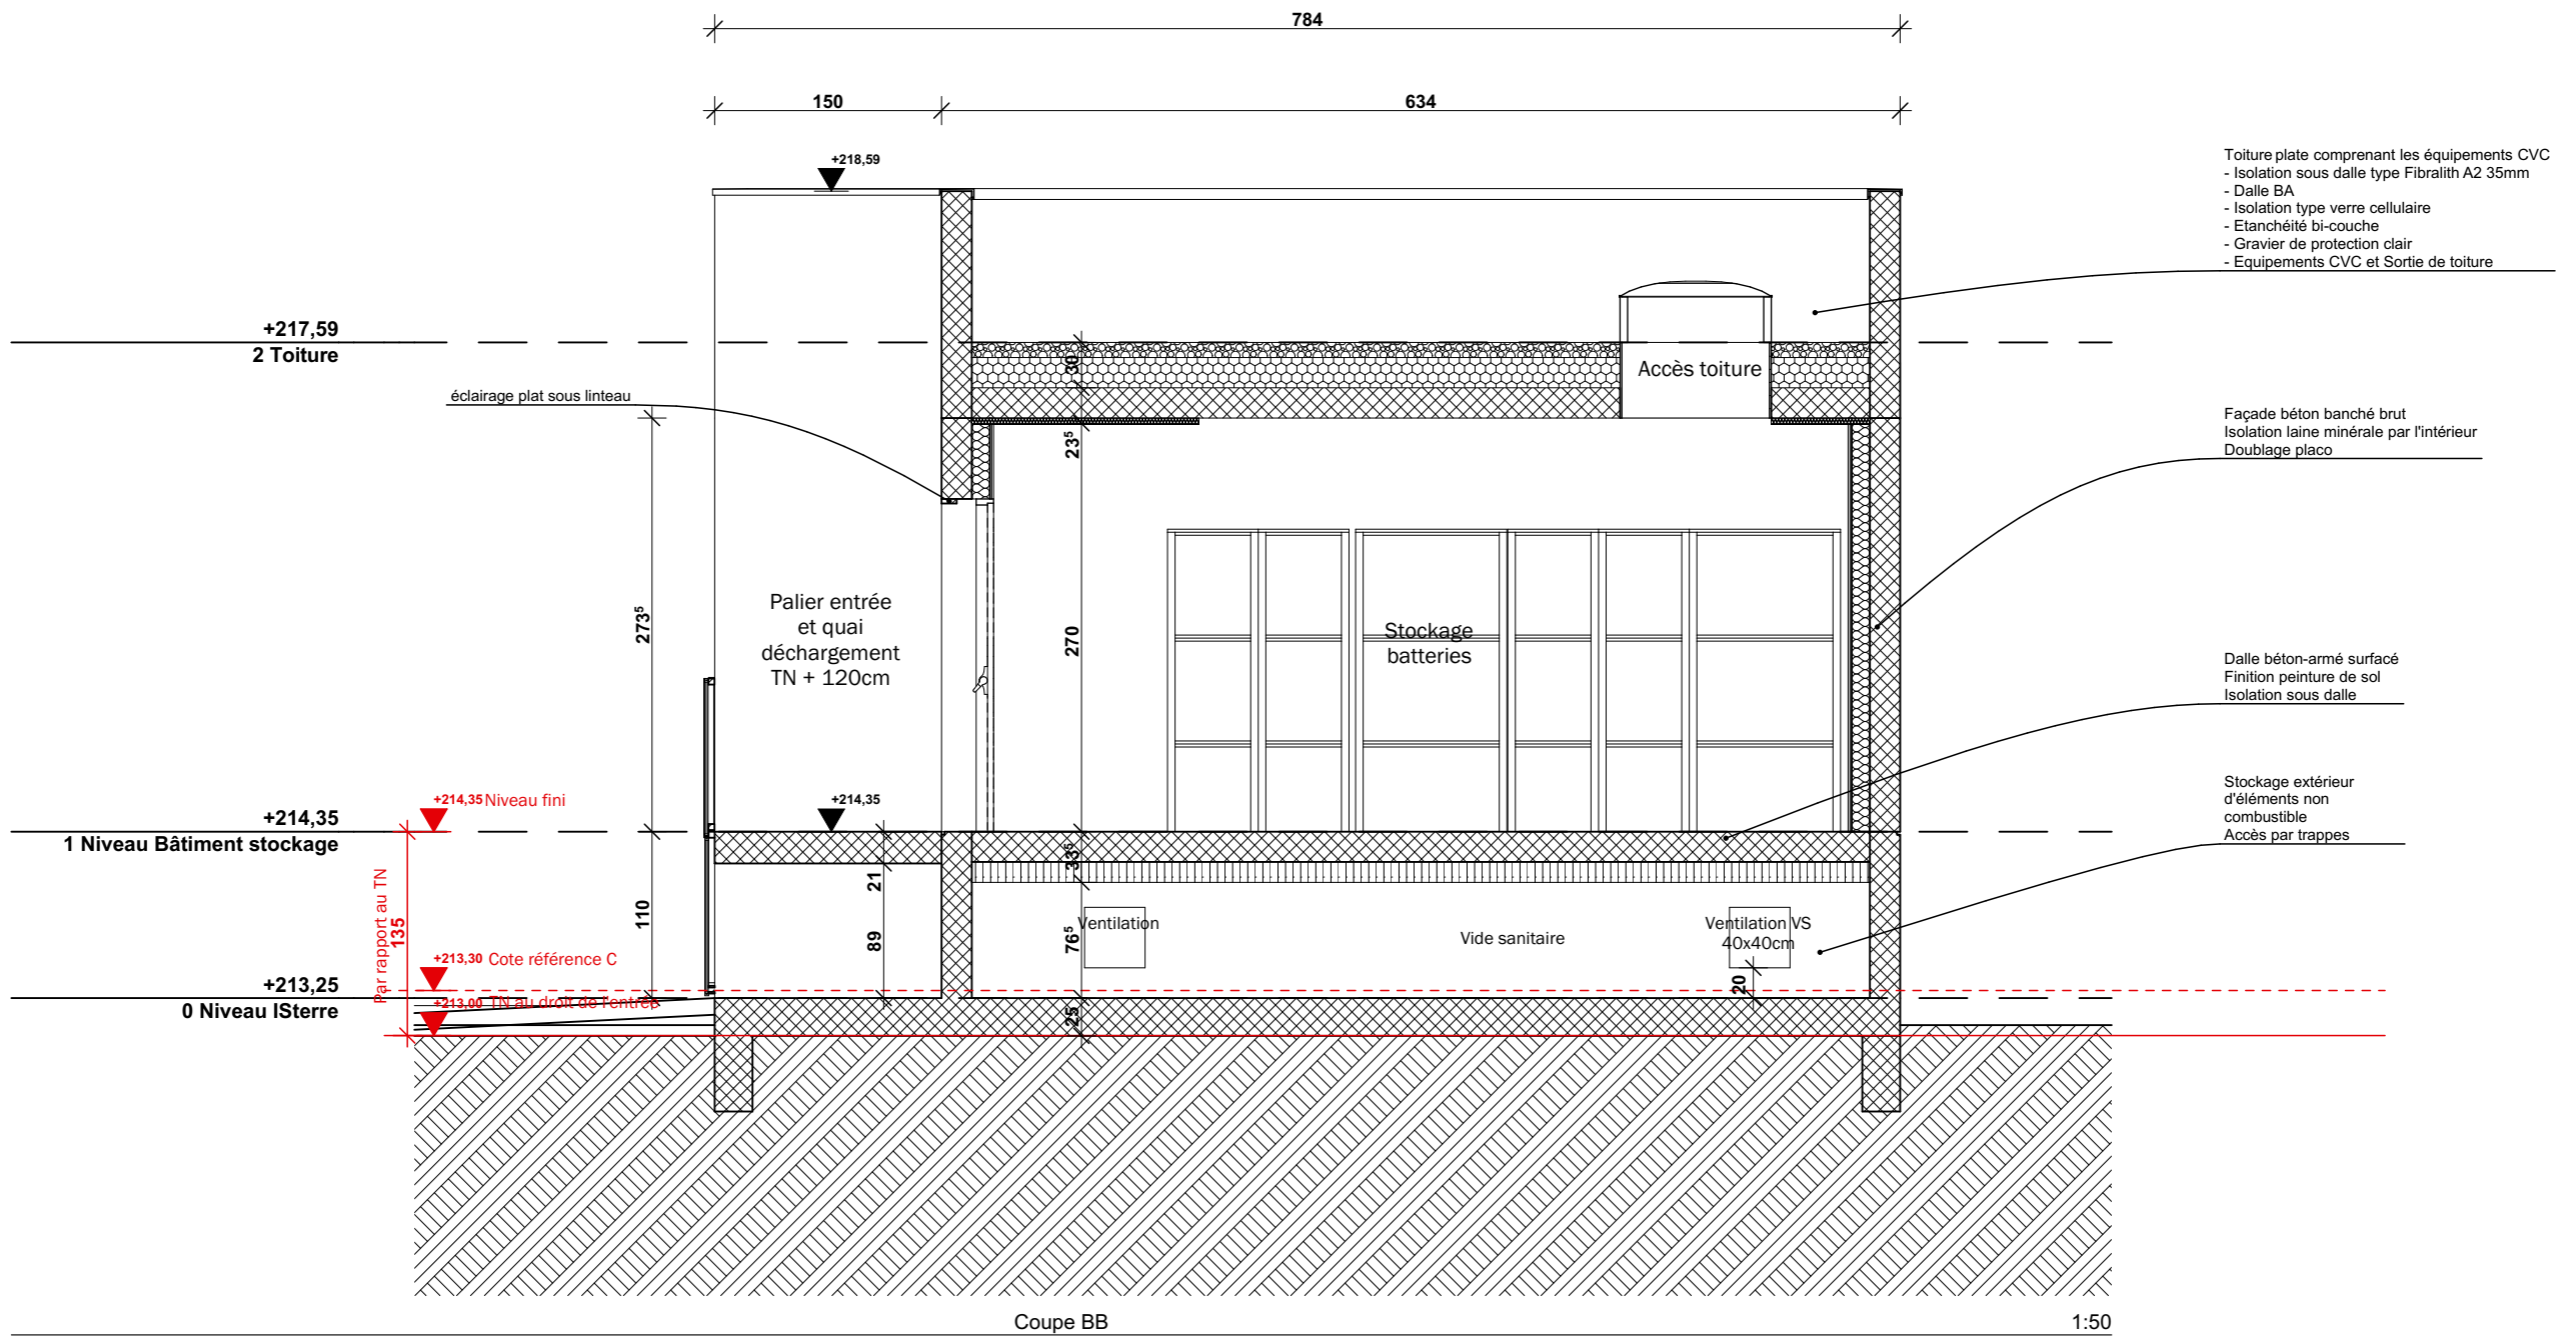 784
150
634
+218,59
Toiture plate comprenant les équipements CVC
- Isolation sous dalle type Fibralith A2 35mm
- Dalle BA
- Isolation type verre cellulaire
- Etanchéité bi-couche
- Gravier de protection clair
- Equipements CVC et Sortie de toiture
+217,59
2 Toiture
30
Accès toiture
éclairage plat sous linteau
23⁵
Façade béton banché brut
Isolation laine minérale par l'intérieur
Doublage placo
273⁵
Palier entrée
et quai
déchargement
TN + 120cm
270
Stockage
batteries
Dalle béton-armé surfacé
Finition peinture de sol
Isolation sous dalle
+214,35 Niveau fini
+214,35
+214,35
1 Niveau Bâtiment stockage
Stockage extérieur
d'éléments non
combustible
Accès par trappes
33⁵
21
Par rapport au TN
135
110
89
76⁵
Ventilation
Vide sanitaire
Ventilation VS
40x40cm
20
+213,30 Cote référence C
+213,25
0 Niveau ISterre
+213,00 TN au droit de l'entrée
25
Coupe BB
1:50